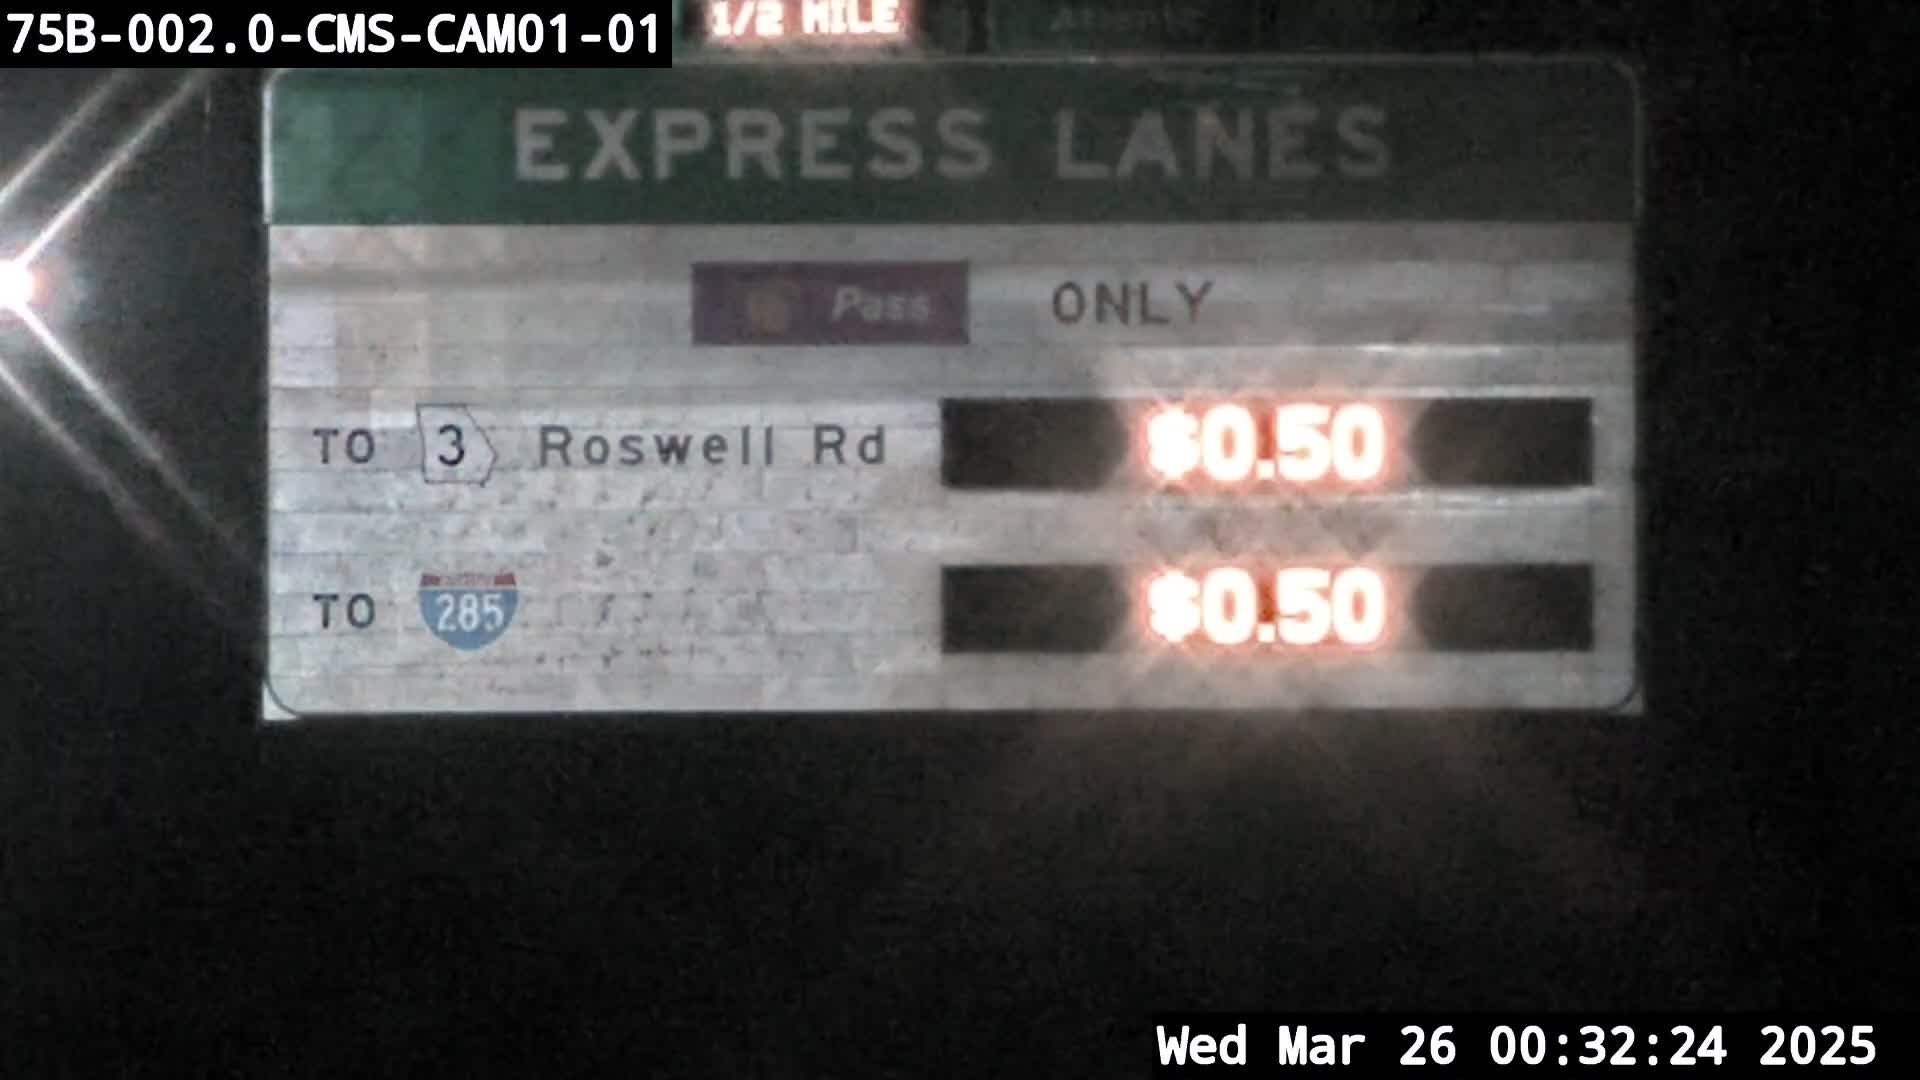 75B-002.0-CMS-CAM01-01
1/2 MILE
EXPRESS LANES
Pass ONLY
TO 3 Roswell Rd $0.50
TO 285 $0.50
Wed Mar 26 00:32:24 2025